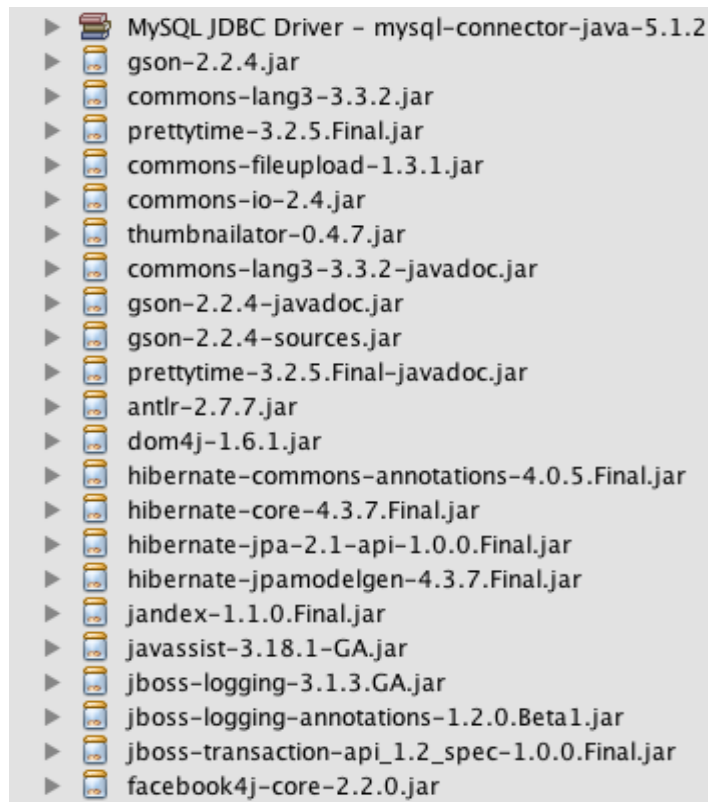 MySQL JDBC Driver – mysql-connector-java-5.1.2
gson-2.2.4.jar
commons-lang3-3.3.2.jar
prettytime-3.2.5.Final.jar
commons-fileupload-1.3.1.jar
commons-io-2.4.jar
thumbnailator-0.4.7.jar
commons-lang3-3.3.2-javadoc.jar
gson-2.2.4-javadoc.jar
gson-2.2.4-sources.jar
prettytime-3.2.5.Final-javadoc.jar
antlr-2.7.7.jar
dom4j-1.6.1.jar
hibernate-commons-annotations-4.0.5.Final.jar
hibernate-core-4.3.7.Final.jar
hibernate-jpa-2.1-api-1.0.0.Final.jar
hibernate-jpamodelgen-4.3.7.Final.jar
jandex-1.1.0.Final.jar
javassist-3.18.1-GA.jar
jboss-logging-3.1.3.GA.jar
jboss-logging-annotations-1.2.0.Beta1.jar
jboss-transaction-api_1.2_spec-1.0.0.Final.jar
facebook4j-core-2.2.0.jar